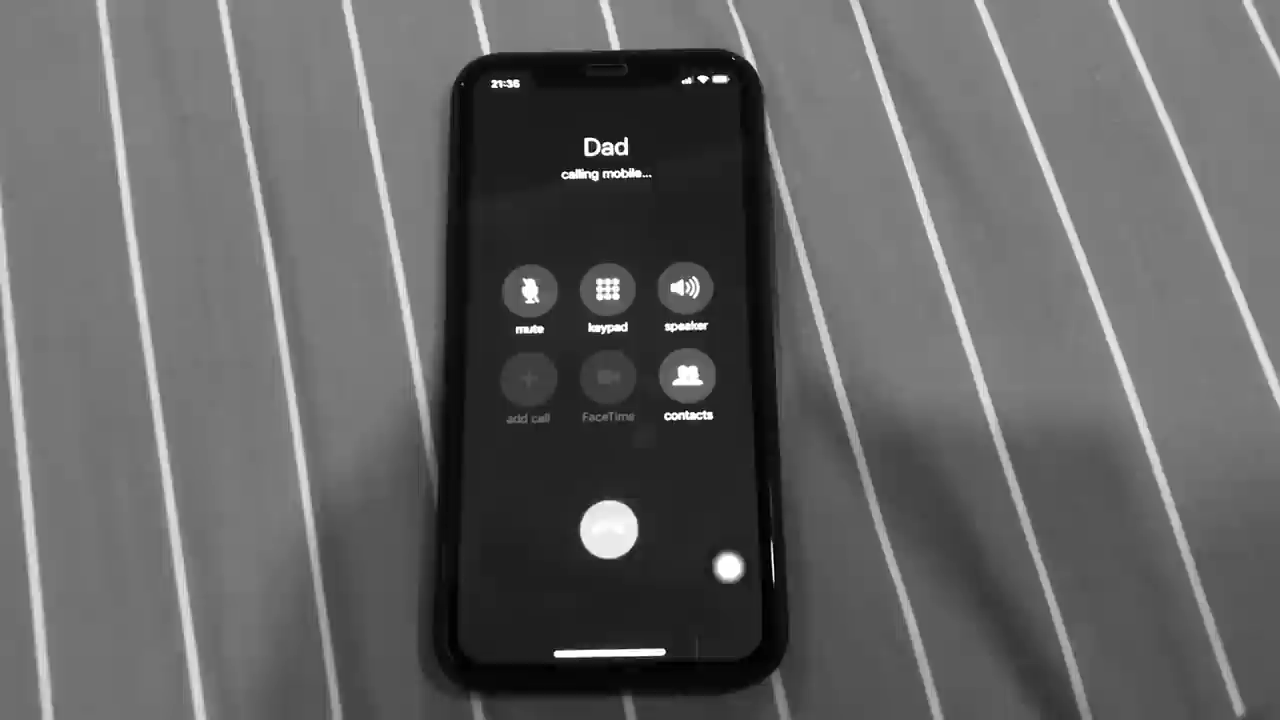 21:36
Dad
calling mobile...
mute keypad speaker
add call FaceTime contacts